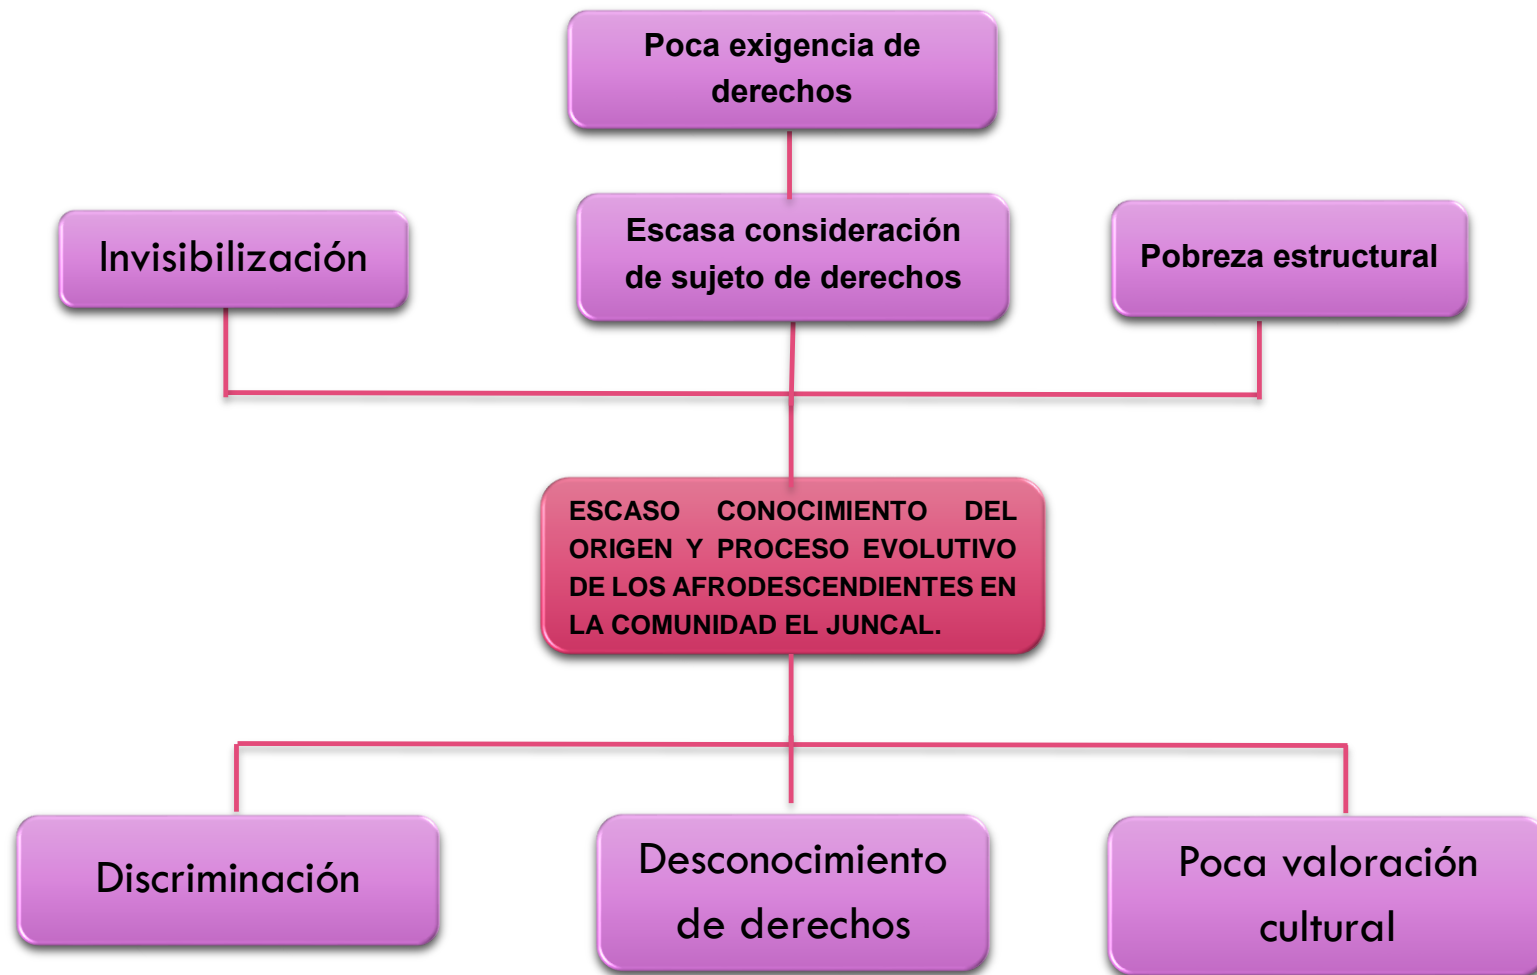 Poca exigencia de
derechos
Invisibilización
Escasa consideración
de sujeto de derechos
Pobreza estructural
ESCASO CONOCIMIENTO DEL
ORIGEN Y PROCESO EVOLUTIVO
DE LOS AFRODESCENDIENTES EN
LA COMUNIDAD EL JUNCAL.
Discriminación
Desconocimiento
de derechos
Poca valoración
cultural